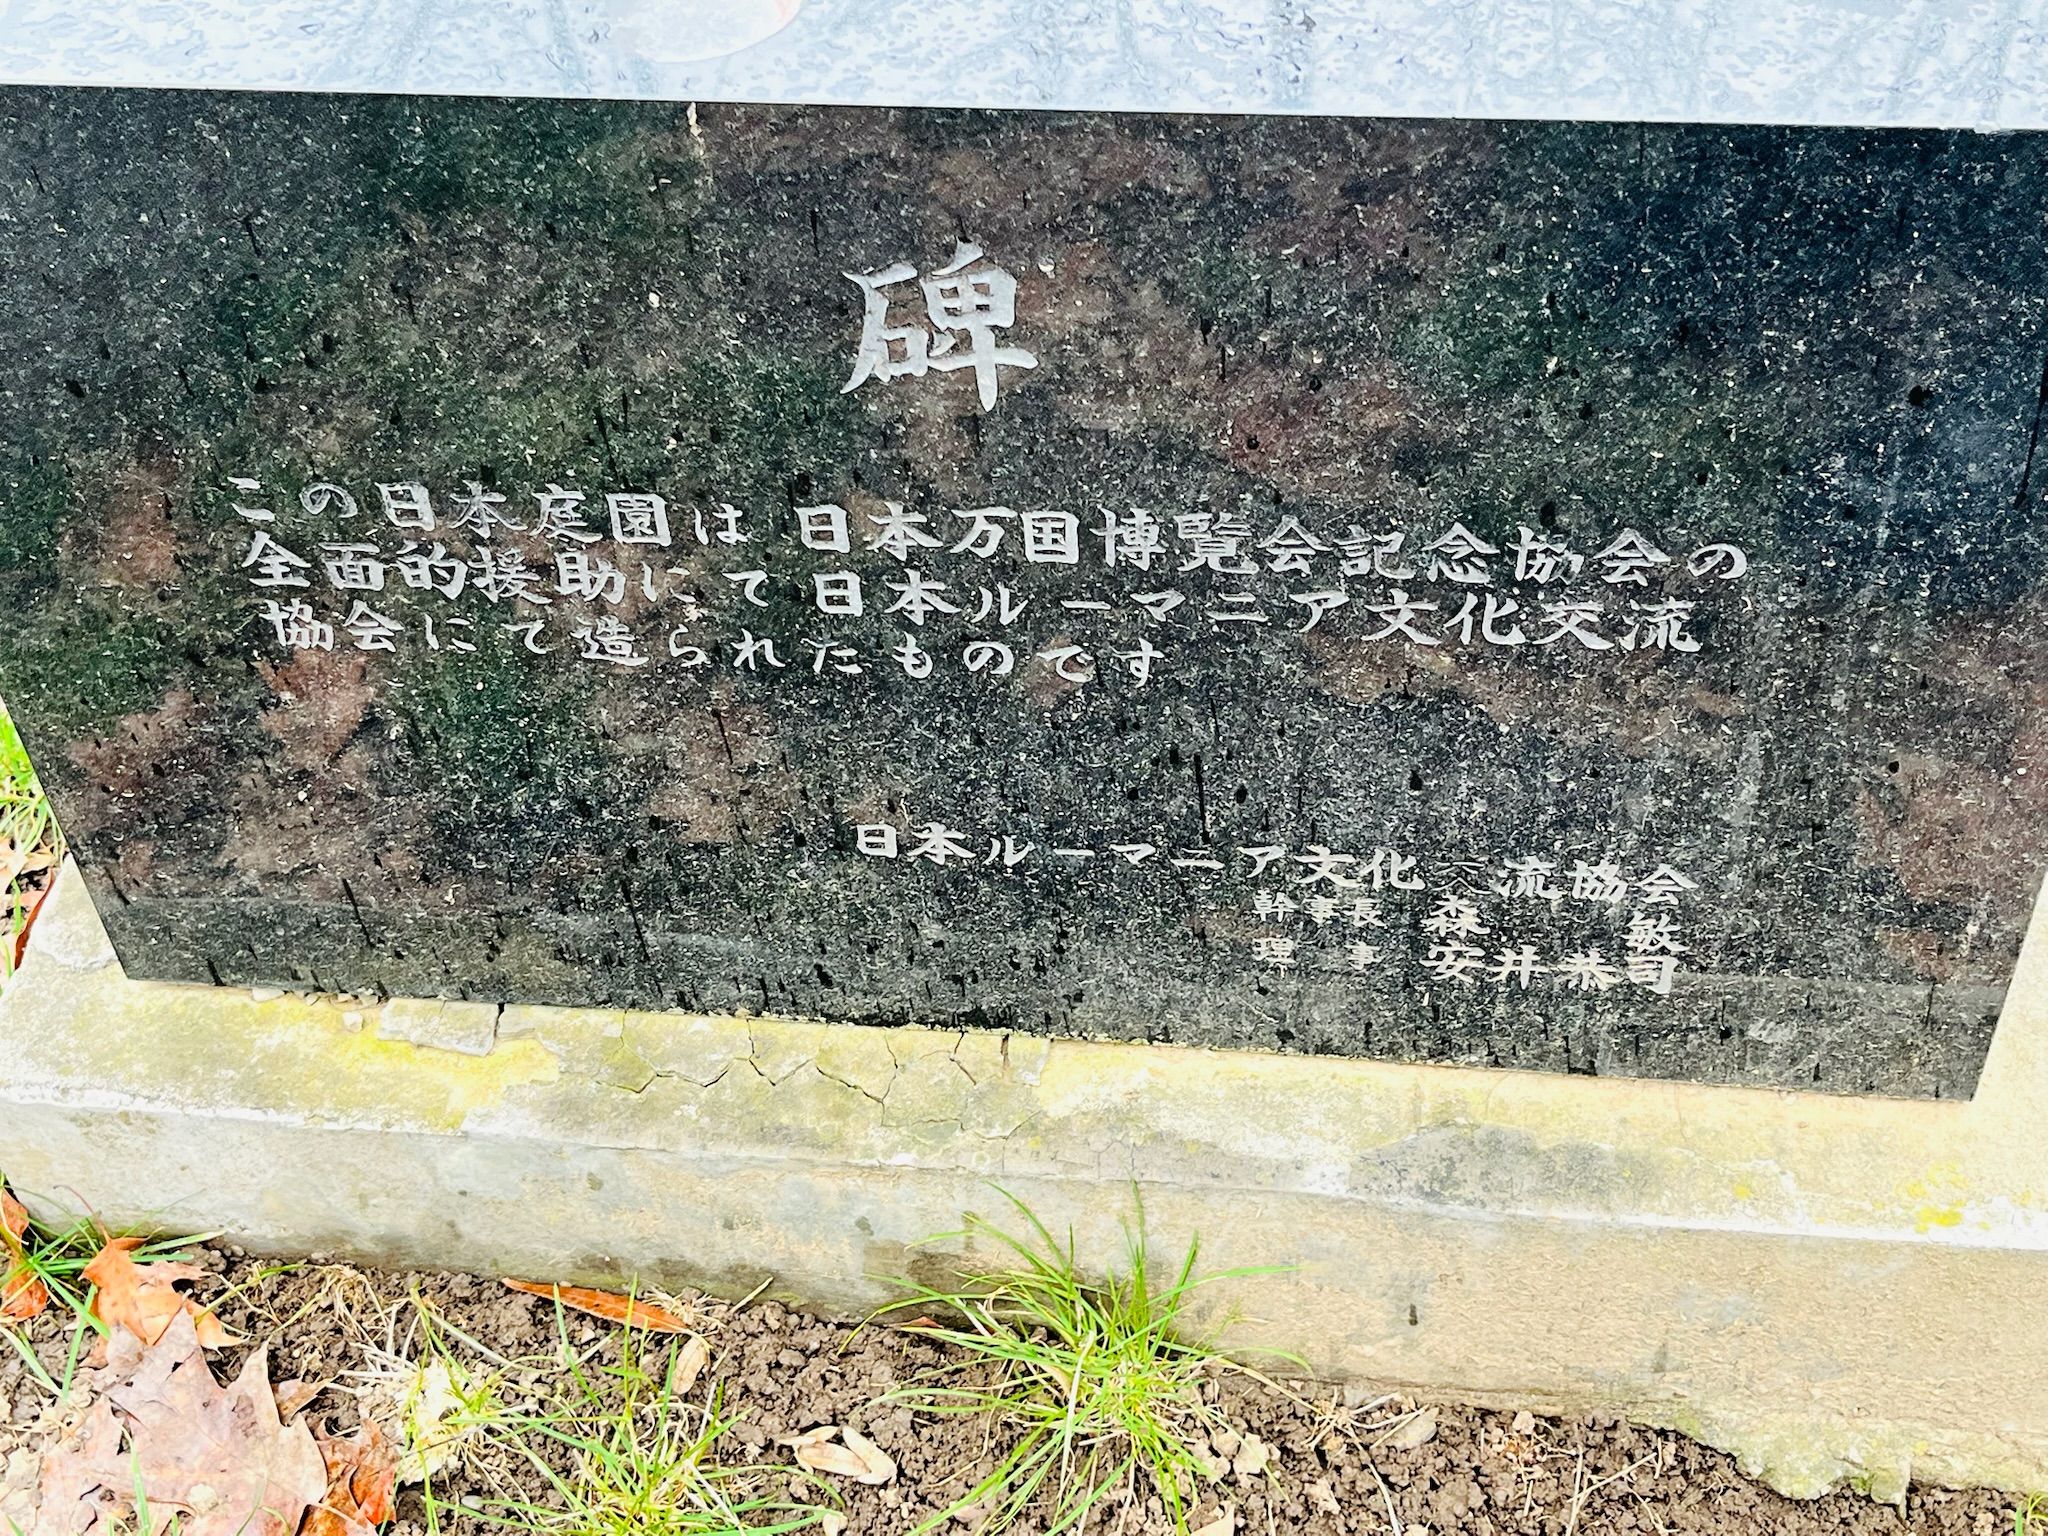 碑
この日本庭園は 日本万国博覧会記念協会の
全面的援助にて 日本ルーマニア文化交流
協会にて造られたものです
日本ルーマニア文化交流協会
幹事長 森 敏
理事 安井恭司